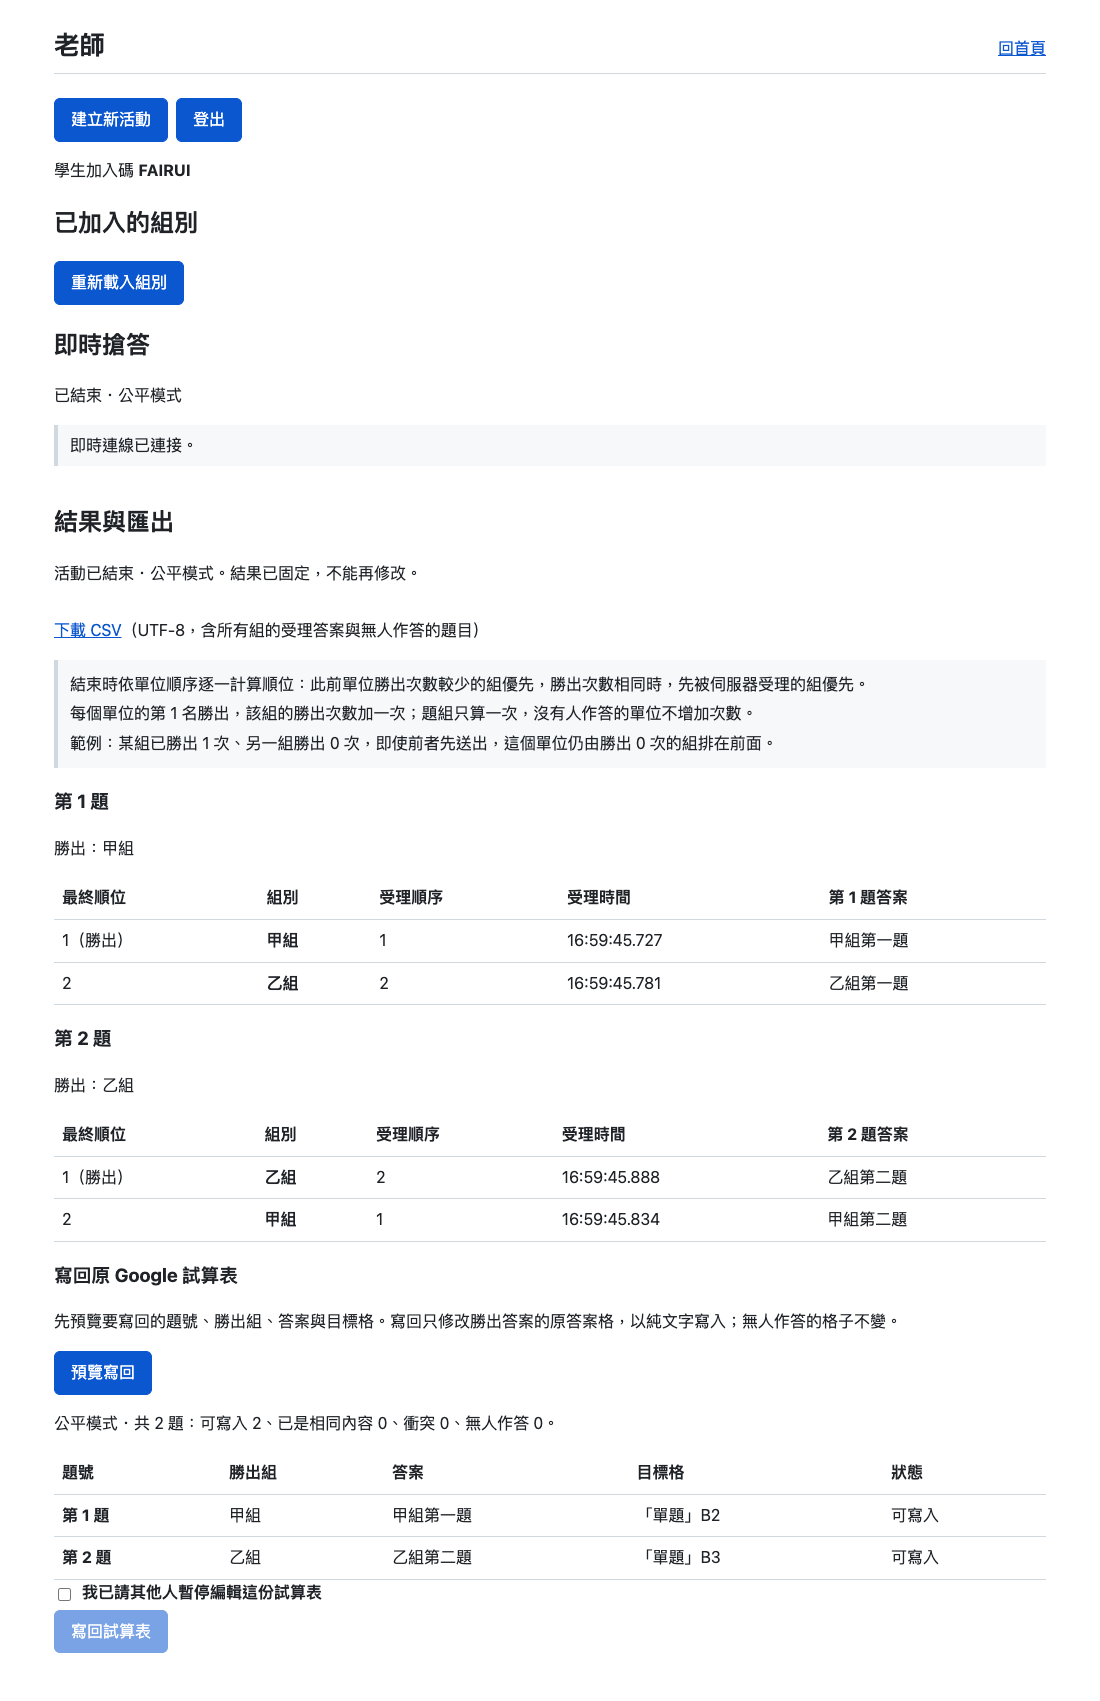 老師
回首頁
建立新活動 登出
學生加入碼 FAIRUI
已加入的組別
重新載入組別
即時搶答
已結束・公平模式
即時連線已連接。
結果與匯出
活動已結束・公平模式。結果已固定，不能再修改。
下載 CSV（UTF-8，含所有組的受理答案與無人作答的題目）
結束時依單位順序逐一計算順位：此前單位勝出次數較少的組優先，勝出次數相同時，先被伺服器受理的組優先。
每個單位的第 1 名勝出，該組的勝出次數加一次；題組只算一次，沒有人作答的單位不增加次數。
範例：某組已勝出 1 次、另一組勝出 0 次，即使前者先送出，這個單位仍由勝出 0 次的組排在前面。
第 1 題
勝出：甲組
最終順位 組別 受理順序 受理時間 第 1 題答案
1（勝出） 甲組 1 16:59:45.727 甲組第一題
2 乙組 2 16:59:45.781 乙組第一題
第 2 題
勝出：乙組
最終順位 組別 受理順序 受理時間 第 2 題答案
1（勝出） 乙組 2 16:59:45.888 乙組第二題
2 甲組 1 16:59:45.834 甲組第二題
寫回原 Google 試算表
先預覽要寫回的題號、勝出組、答案與目標格。寫回只修改勝出答案的原答案格，以純文字寫入；無人作答的格子不變。
預覽寫回
公平模式・共 2 題：可寫入 2、已是相同內容 0、衝突 0、無人作答 0。
題號 勝出組 答案 目標格 狀態
第 1 題 甲組 甲組第一題 「單題」B2 可寫入
第 2 題 乙組 乙組第二題 「單題」B3 可寫入
我已請其他人暫停編輯這份試算表
寫回試算表